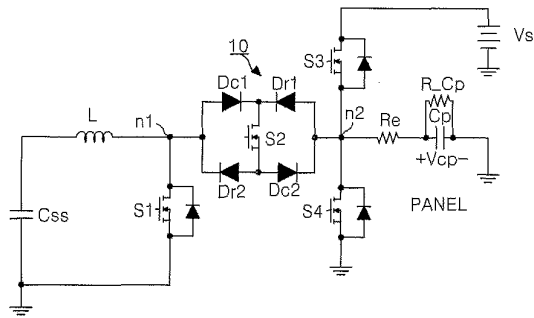 Vs
10
S3
Dc1
Dr1
R_Cp
L
n1
n2
Re
Cp
S2
+Vcp-
Dr2
Dc2
Css
S1
S4
PANEL